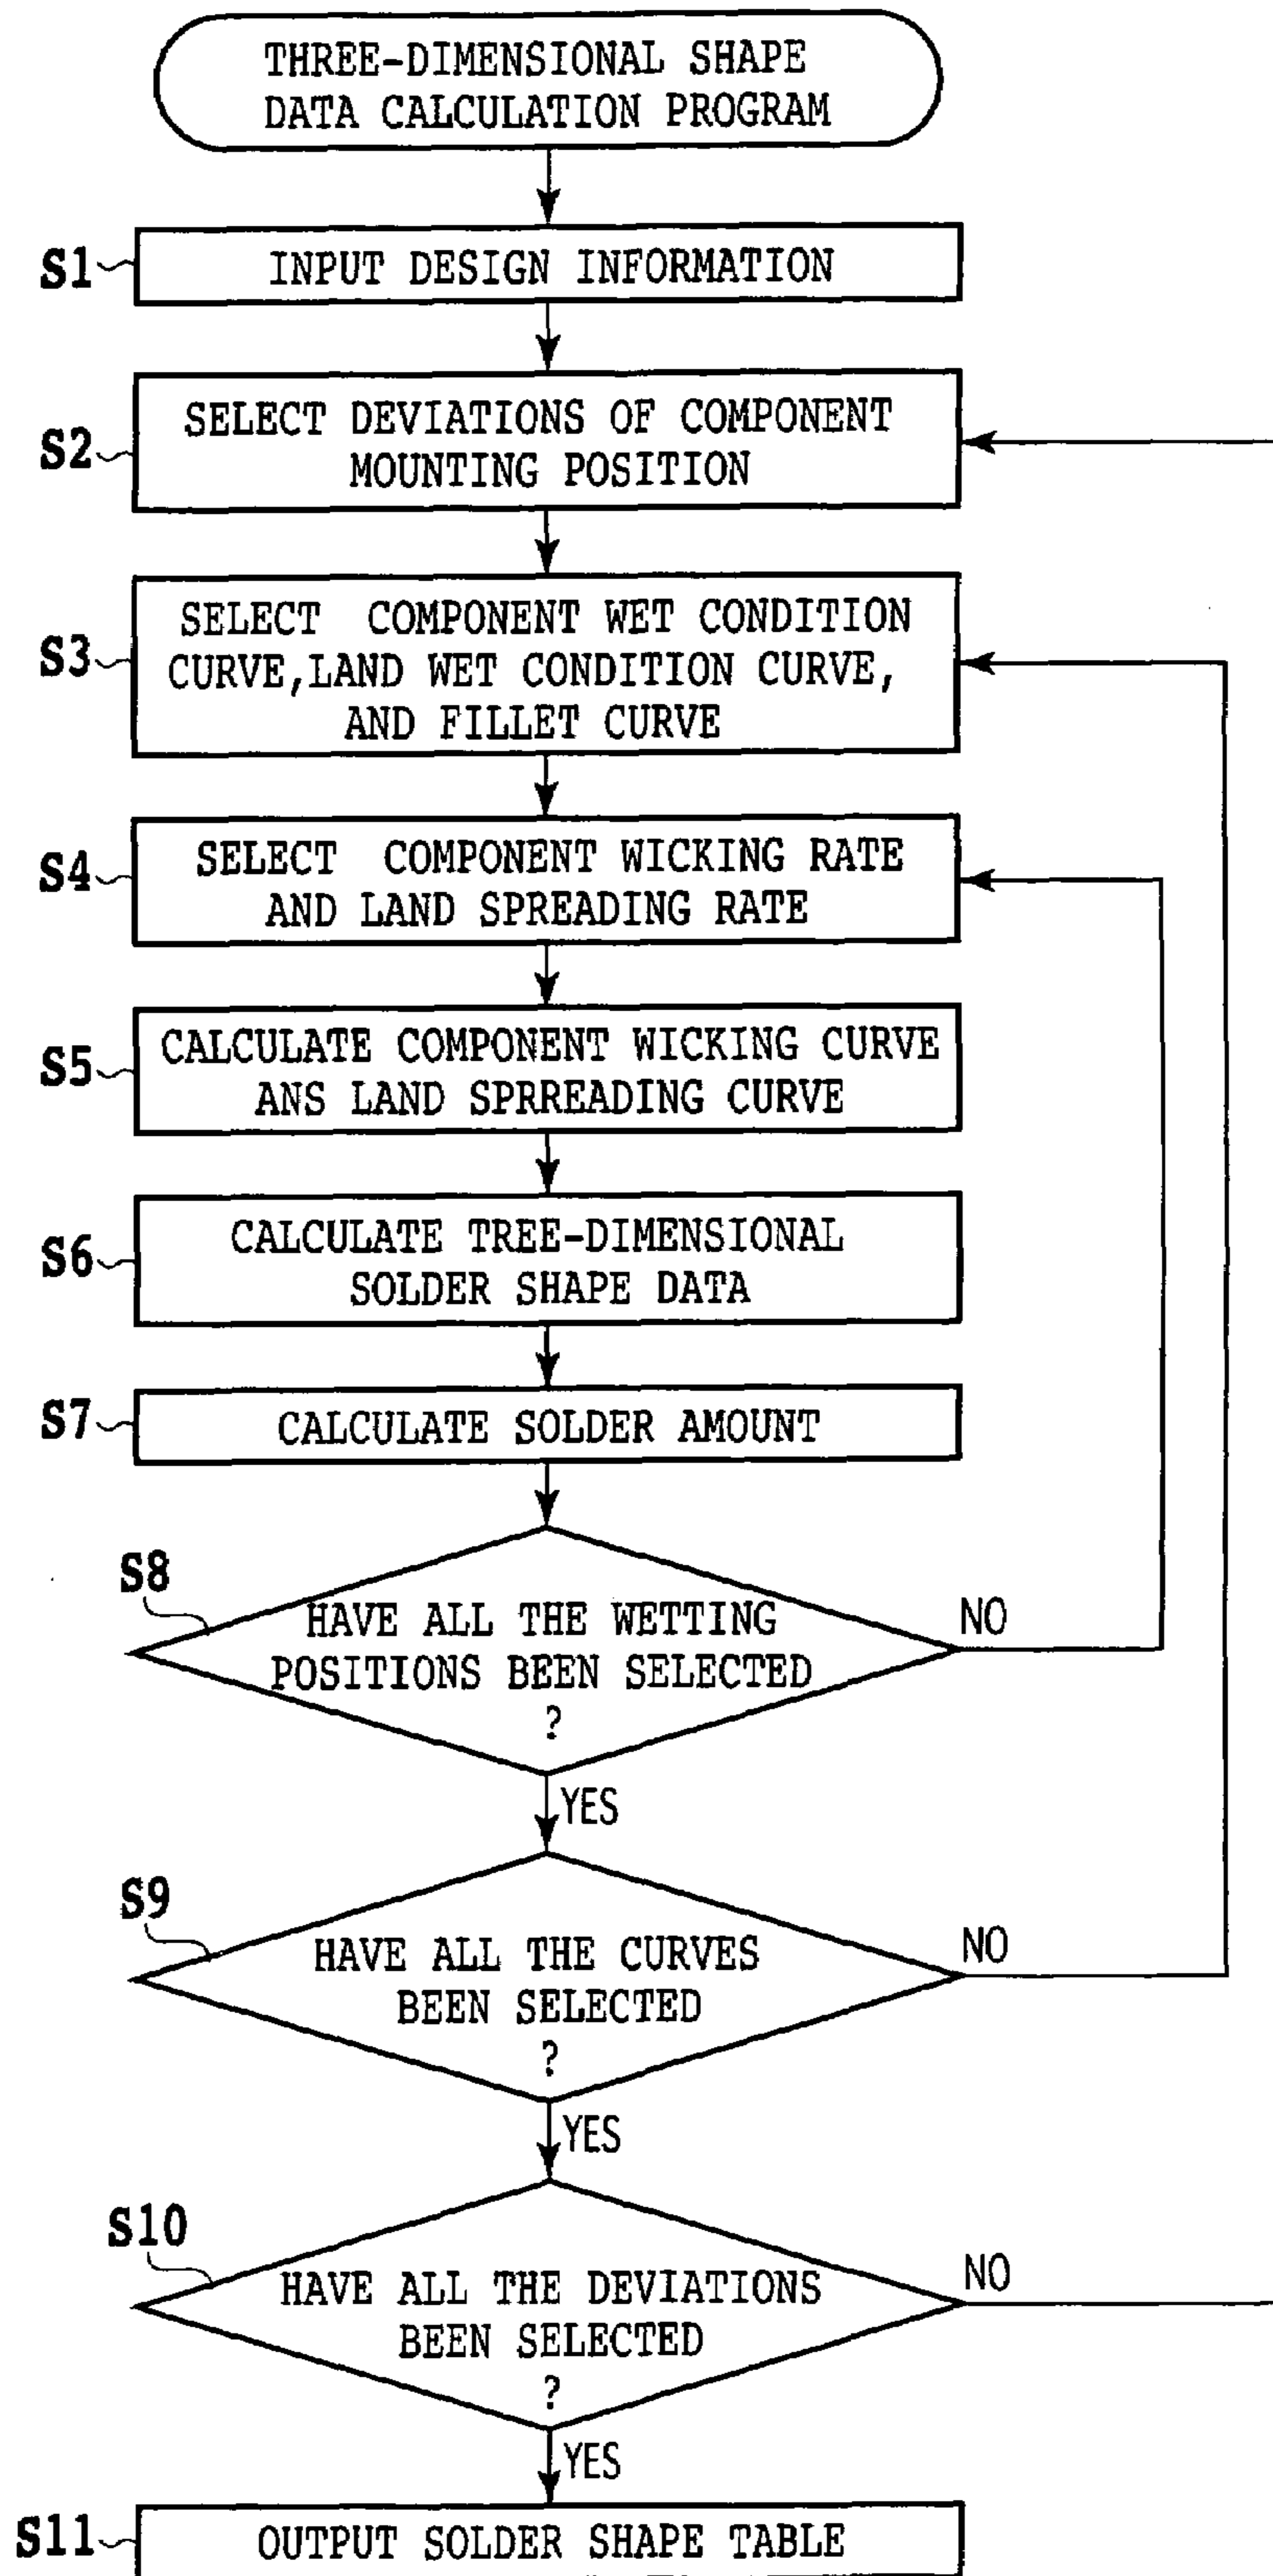 THREE-DIMENSIONAL SHAPE
DATA CALCULATION PROGRAM
S1
INPUT DESIGN INFORMATION
S2
SELECT DEVIATIONS OF COMPONENT
MOUNTING POSITION
S3
SELECT COMPONENT WET CONDITION
CURVE,LAND WET CONDITION CURVE,
AND FILLET CURVE
S4
SELECT COMPONENT WICKING RATE
AND LAND SPREADING RATE
S5
CALCULATE COMPONENT WICKING CURVE
ANS LAND SPRREADING CURVE
S6
CALCULATE TREE-DIMENSIONAL
SOLDER SHAPE DATA
S7
CALCULATE SOLDER AMOUNT
S8
HAVE ALL THE WETTING
POSITIONS BEEN SELECTED
?
NO
YES
S9
HAVE ALL THE CURVES
BEEN SELECTED
?
NO
YES
S10
HAVE ALL THE DEVIATIONS
BEEN SELECTED
?
NO
YES
S11
OUTPUT SOLDER SHAPE TABLE